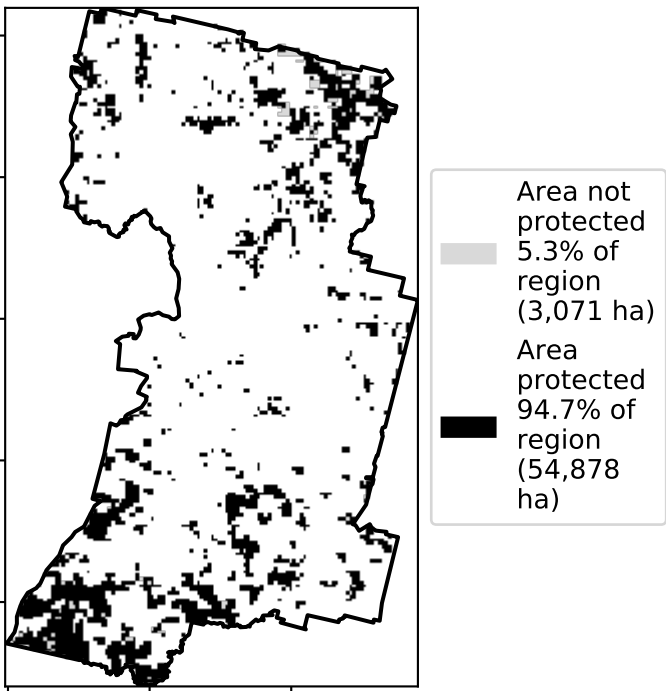 Area not
protected
5.3% of
region
(3,071 ha)
Area
protected
94.7% of
region
(54,878
ha)